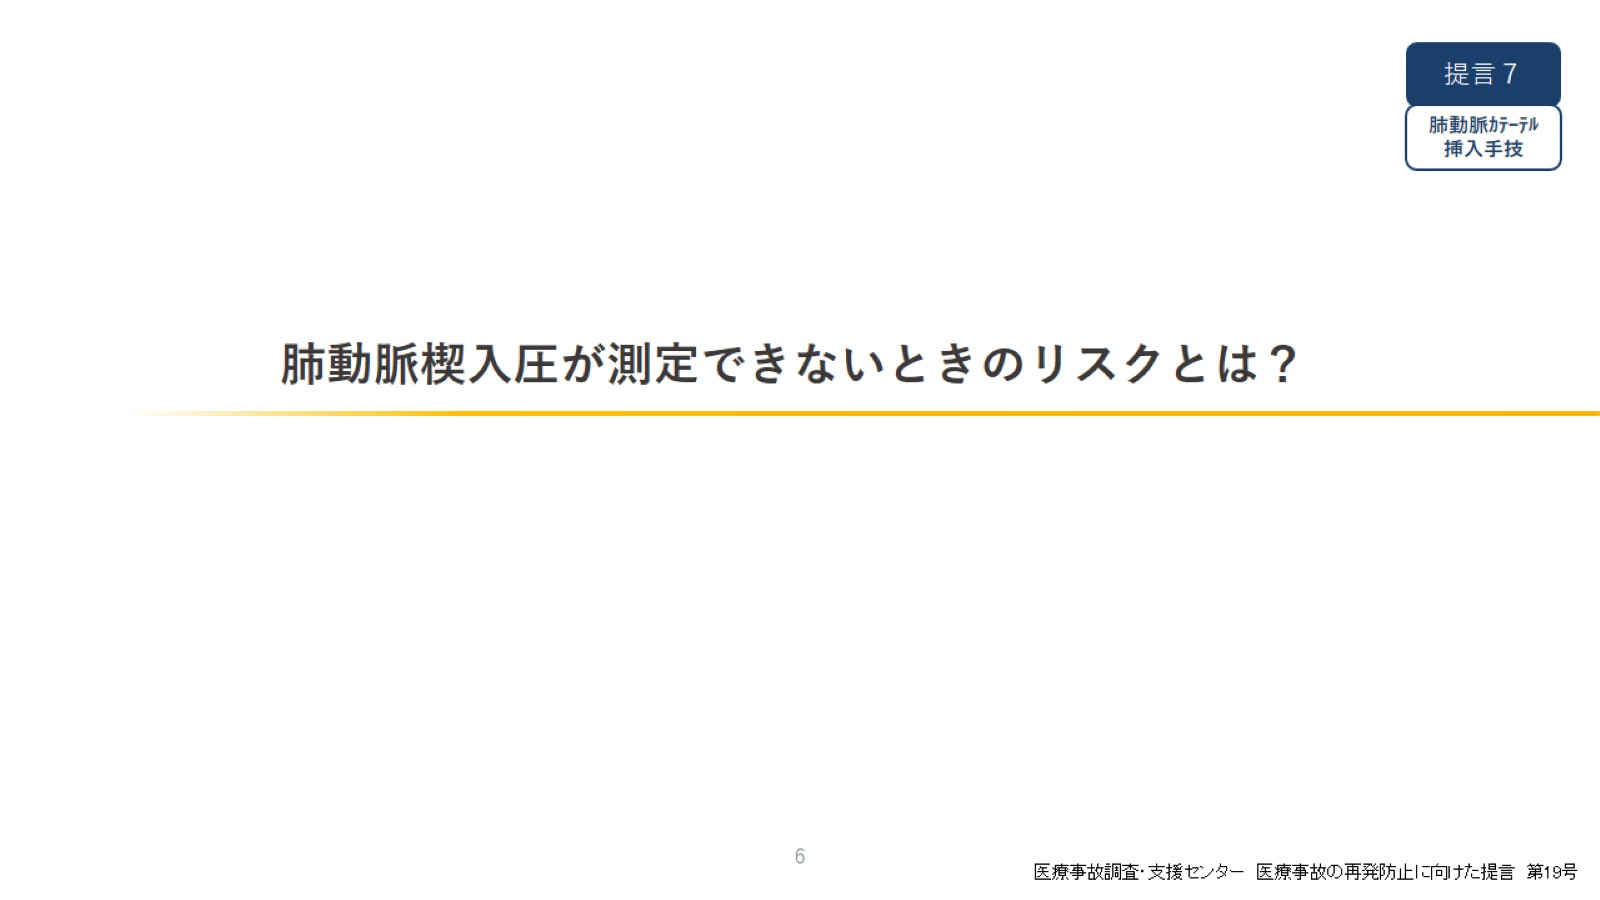 提言７
肺動脈ｶﾃｰﾃﾙ
挿入手技
肺動脈楔入圧が測定できないときのリスクとは？
6
医療事故調査・支援センター　医療事故の再発防止に向けた提言　第19号